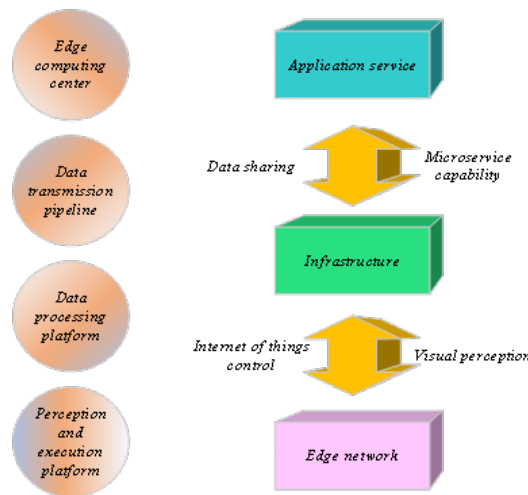 Edge
computing
center
Application service
Data
transmission
pipeline
Data sharing
Microservice
capability
Infrastructure
Data
processing
platform
Internet of things
control
Visual perception
Perception
and
execution
platform
Edge network